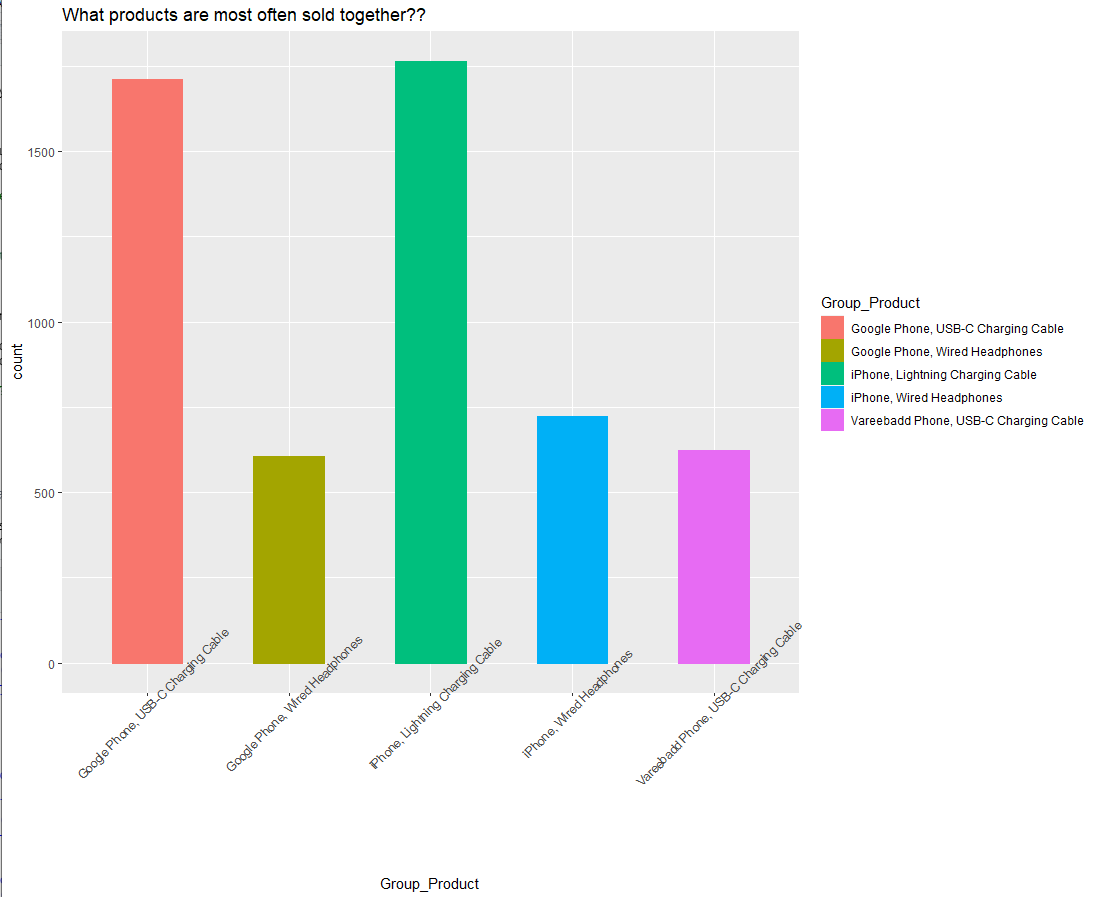 What products are most often sold together??
count
1500
1000
500
0
Google Phone, USB-C Charging Cable
Google Phone, Wired Headphones
iPhone, Lightning Charging Cable
iPhone, Wired Headphones
Vareebadd Phone, USB-C Charging Cable
Group_Product
Group_Product
Google Phone, USB-C Charging Cable
Google Phone, Wired Headphones
iPhone, Lightning Charging Cable
iPhone, Wired Headphones
Vareebadd Phone, USB-C Charging Cable